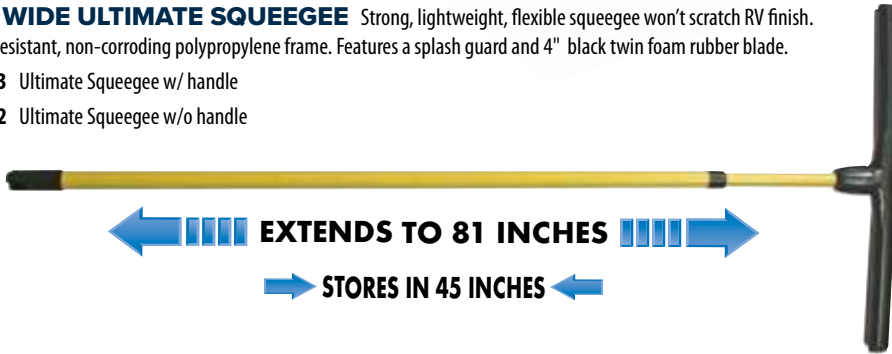 WIDE ULTIMATE SQUEEGEE Strong, lightweight, flexible squeegee won’t scratch RV finish.
resistant, non-corroding polypropylene frame. Features a splash guard and 4" black twin foam rubber blade.
3 Ultimate Squeegee w/ handle
2 Ultimate Squeegee w/o handle
EXTENDS TO 81 INCHES
STORES IN 45 INCHES